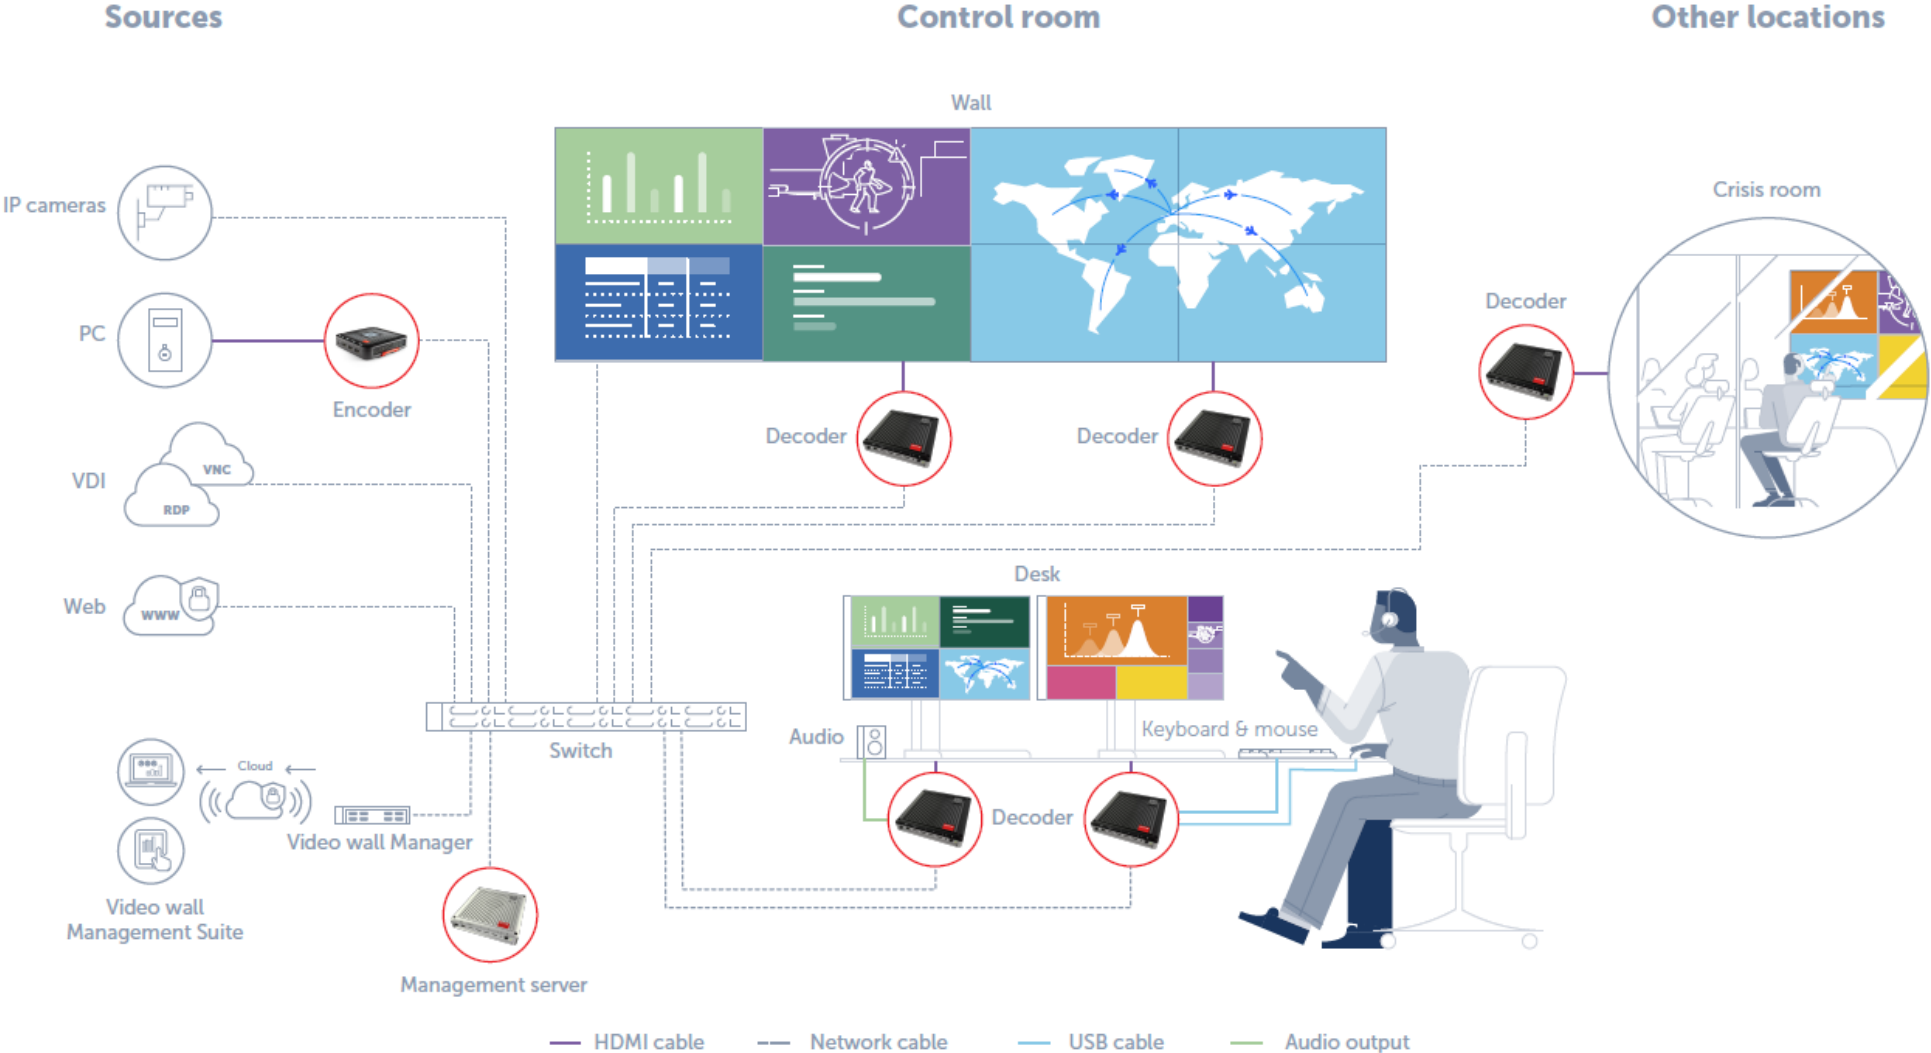 Sources
Control room
Other locations
Wall
IP cameras
Crisis room
PC
Decoder
Encoder
Decoder
Decoder
VDI
VNC
RDP
Web
WWW
Desk
Switch
Audio
Keyboard & mouse
Cloud
Decoder
Video wall Manager
Video wall
Management Suite
Management server
HDMI cable
Network cable
USB cable
Audio output